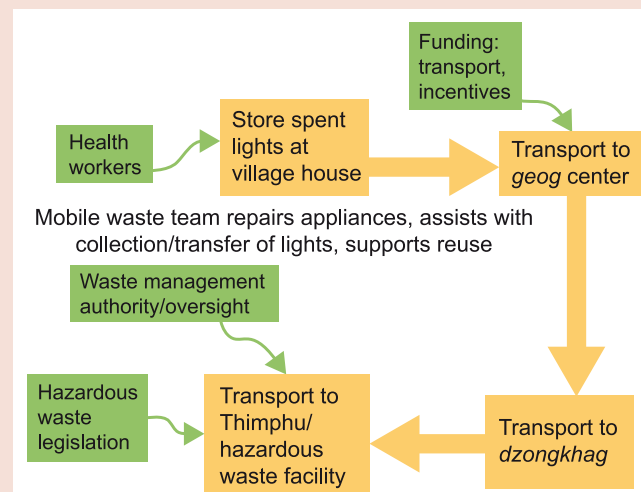 Funding:
transport,
incentives
Health
workers
Store spent
lights at
village house
Transport to
geog center
Mobile waste team repairs appliances, assists with
collection/transfer of lights, supports reuse
Waste management
authority/oversight
Hazardous
waste
legislation
Transport to
Thimphu/
hazardous
waste facility
Transport to
dzongkhag